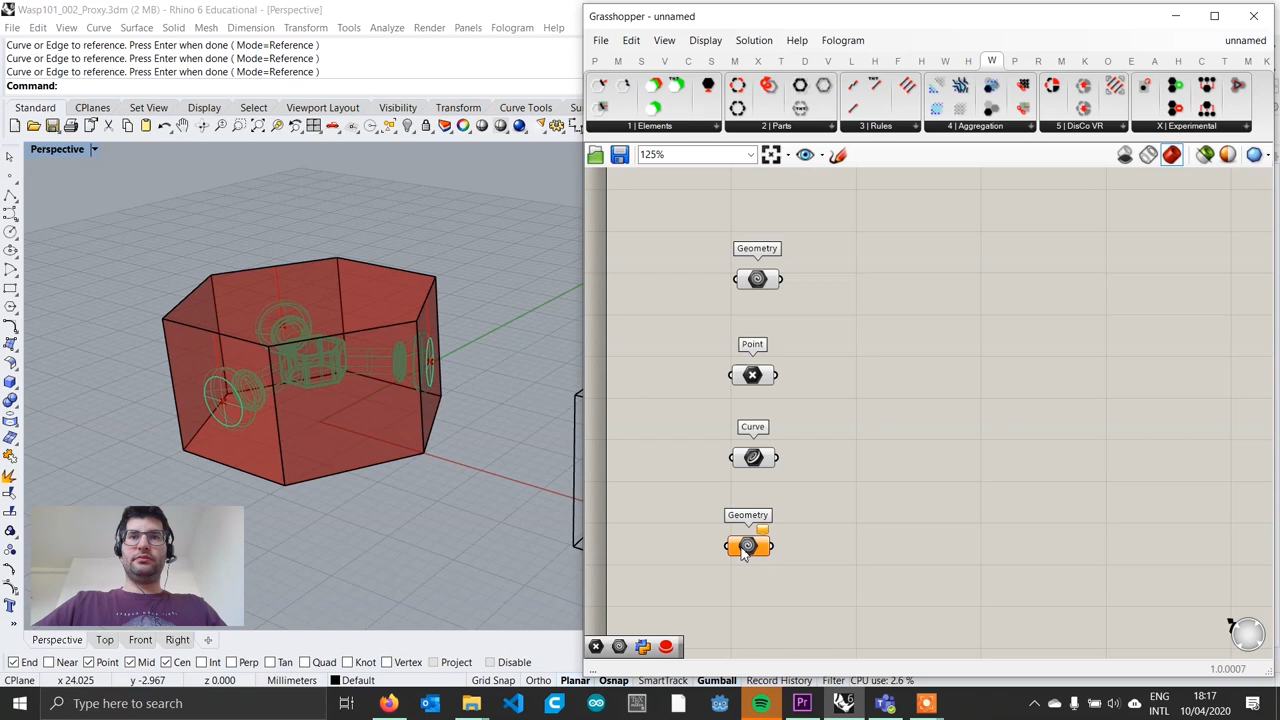 Wasp101_002_Proxy.3dm (2 MB) - Rhino 6 Educational - [Perspective]
File Edit View Curve Surface Solid Mesh Dimension Transform Tools Analyze Render Panels Fologram
Curve or Edge to reference. Press Enter when done ( Mode=Reference )
Curve or Edge to reference. Press Enter when done ( Mode=Reference )
Curve or Edge to reference. Press Enter when done ( Mode=Reference )
Command:
Standard CPlanes Set View Display Select Viewport Layout Visibility Transform Curve Tools Su
Perspective
Grasshopper - unnamed
File Edit View Display Solution Help Fologram unnamed
P M S V C M S M X T D U L H F W A P R M K D A S B E A H E M K
1 | Elements 2 | Parts 3 | Rules 4 | Aggregation 5 | DisCo VR X | Experimental
125%
Geometry
Point
Curve
Geometry
1.0.0007
Perspective Top Front Right
End Near Point Mid Cen Int Perp Tan Quad Knot Vertex Project Disable
CPlane x 24.025 y -2.967 z 0.000 Millimeters Default Grid Snap Ortho Planar Osnap SmartTrack Gumball Record History CPU use: 2.6 %
Type here to search
ENG
INTL
18:17
10/04/2020